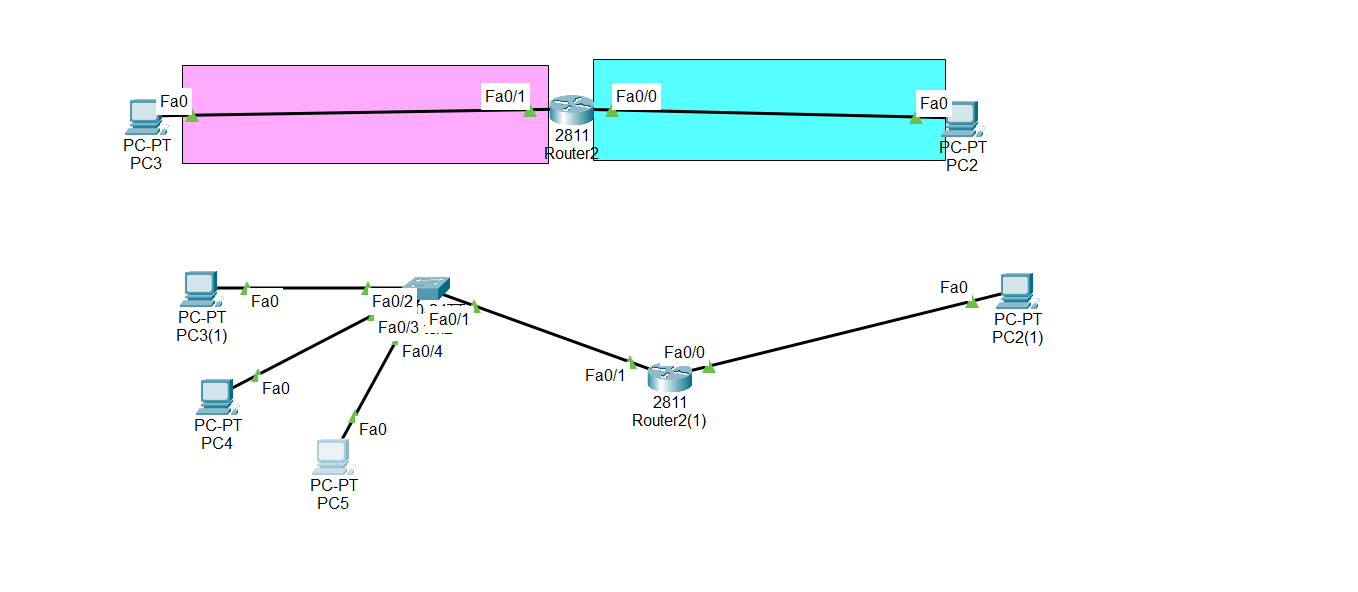 Fa0
Fa0/1
Fa0/0
Fa0
PC-PT
PC3
2811
Router2
PC-PT
PC2
Fa0
Fa0/2
Fa0/1
Fa0/3
Fa0/4
Fa0
PC-PT
PC3(1)
PC-PT
PC2(1)
Fa0/0
Fa0/1
2811
Router2(1)
Fa0
PC-PT
PC4
Fa0
PC-PT
PC5